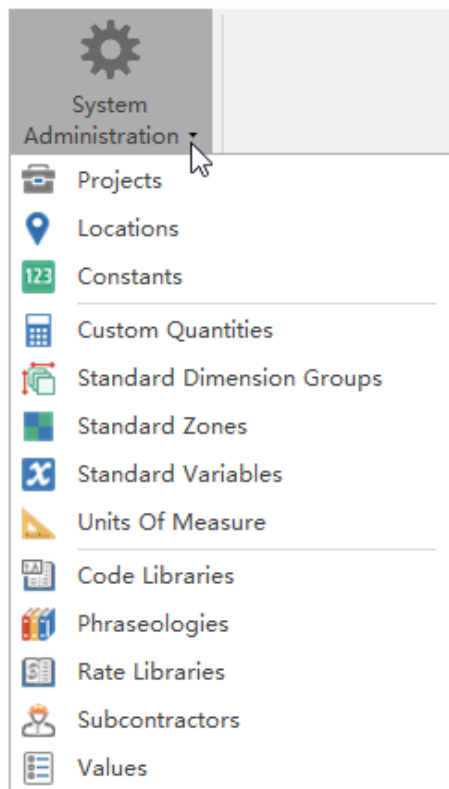 System
Administration
Projects
Locations
123
Constants
Custom Quantities
Standard Dimension Groups
Standard Zones
x
Standard Variables
Units Of Measure
Code Libraries
Phraseologies
Rate Libraries
Subcontractors
Values